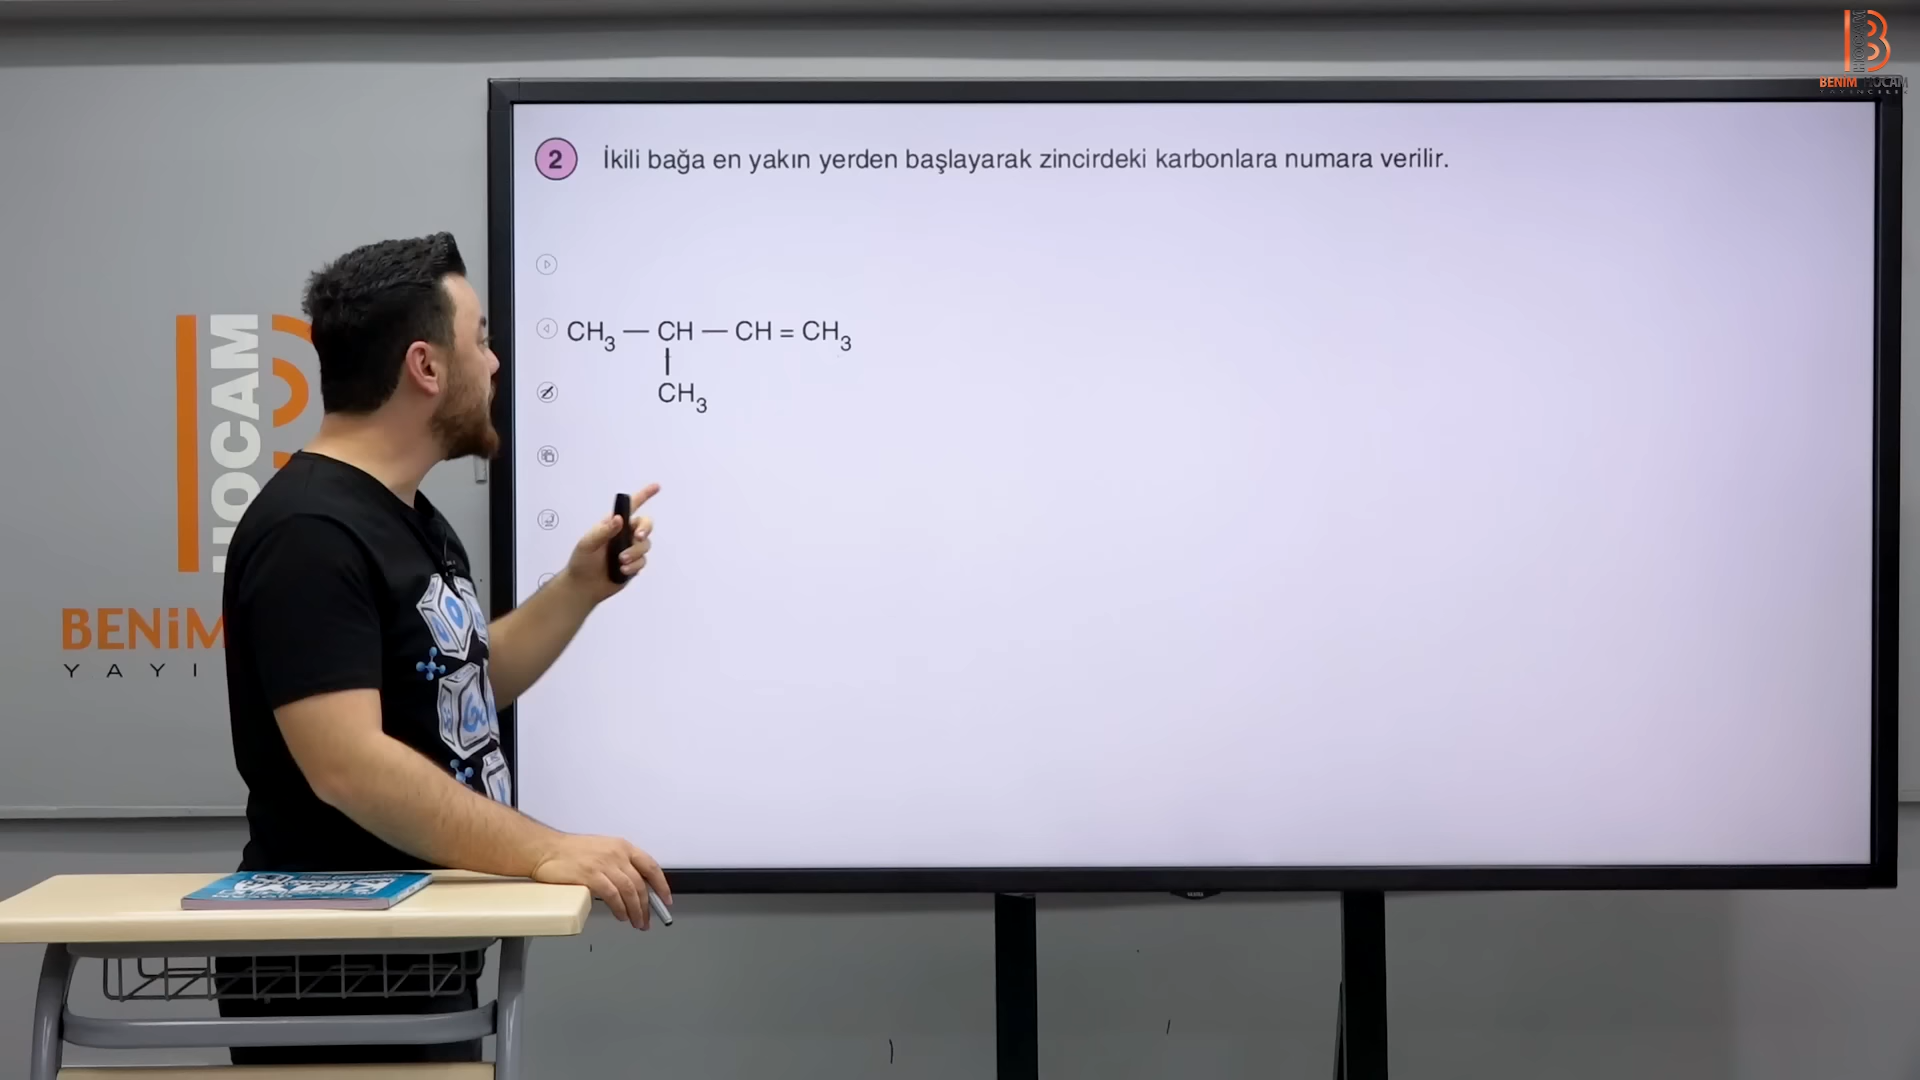 BENİM HOCAM
YAYINCILIK
2 İkili bağa en yakın yerden başlayarak zincirdeki karbonlara numara verilir.
CH3 — CH — CH = CH3
|
CH3
HOCAM
BENİM
YAYI